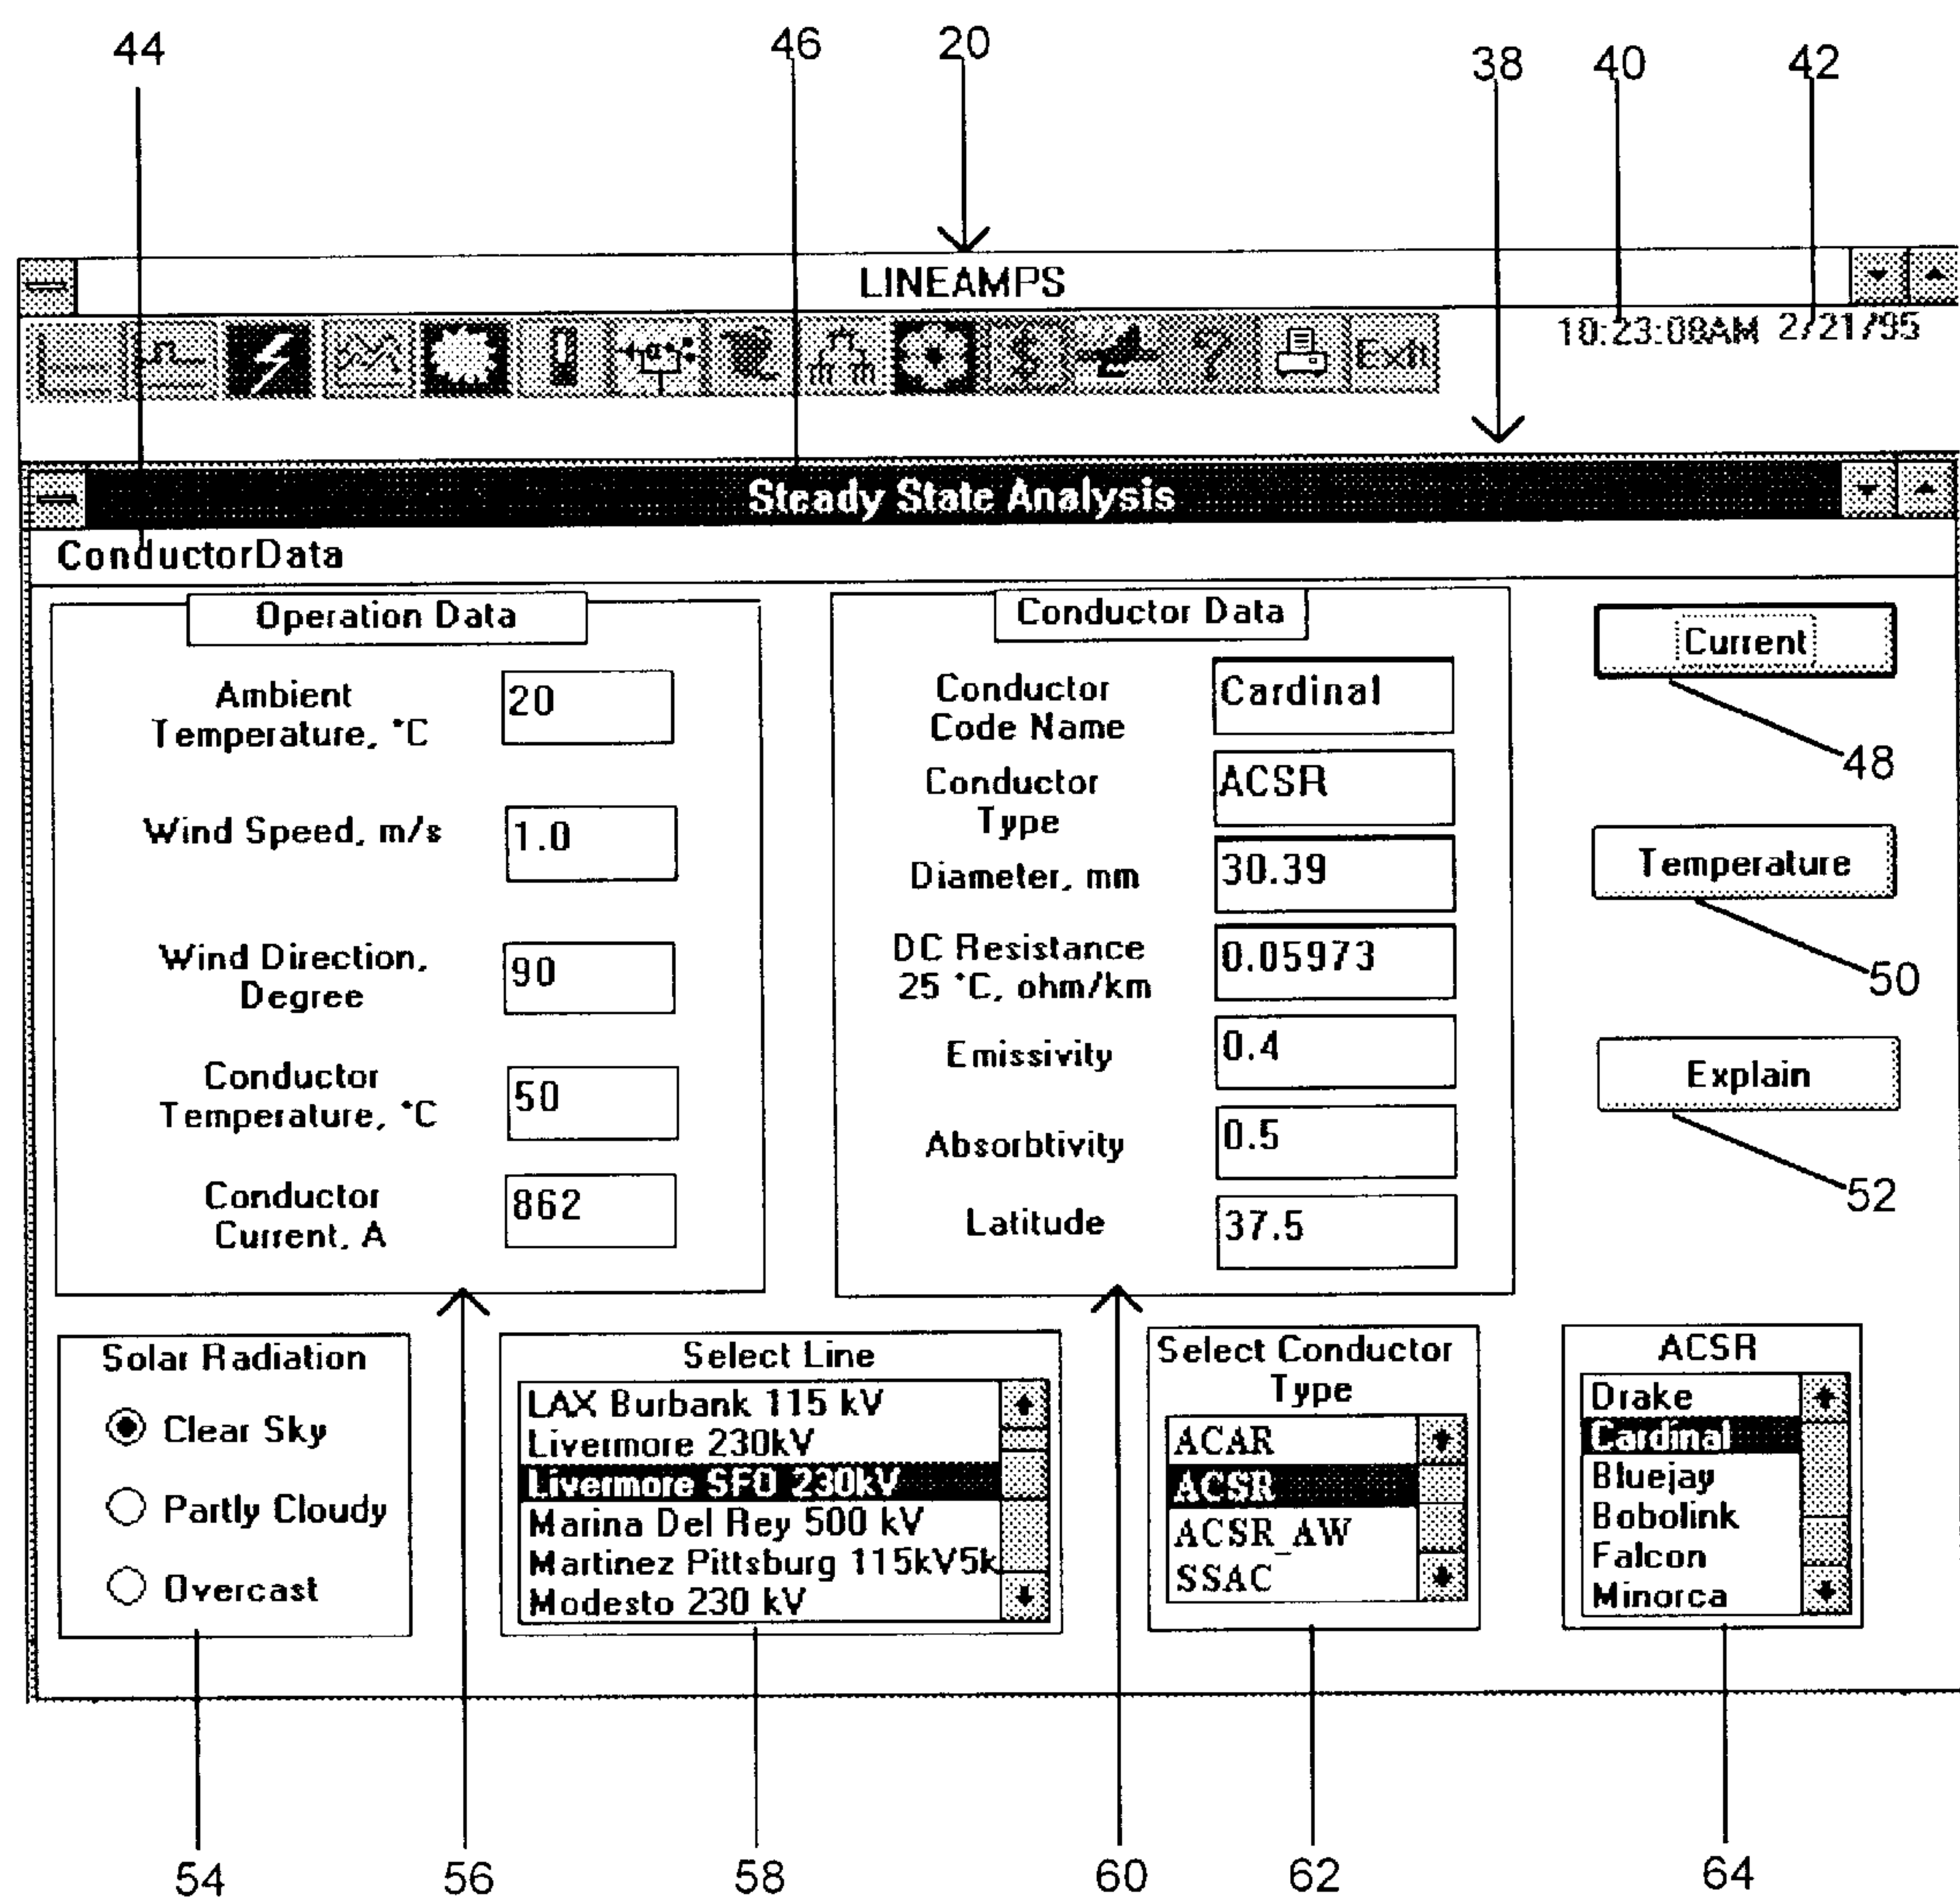 44
46
20
38
40
42
LINEAMPS
Exit
10:23:08AM 2/21/95
Steady State Analysis
ConductorData
Operation Data
Ambient
Temperature, °C
20
Wind Speed, m/s
1.0
Wind Direction,
Degree
90
Conductor
Temperature, °C
50
Conductor
Current, A
862
Conductor Data
Conductor
Code Name
Cardinal
Conductor
Type
ACSR
Diameter, mm
30.39
DC Resistance
25 °C, ohm/km
0.05973
Emissivity
0.4
Absorbtivity
0.5
Latitude
37.5
Current
48
Temperature
50
Explain
52
Solar Radiation
Clear Sky
Partly Cloudy
Overcast
Select Line
LAX Burbank 115 kV
Livermore 230kV
Livermore SFO 230kV
Marina Del Rey 500 kV
Martinez Pittsburg 115kV5k
Modesto 230 kV
Select Conductor
Type
ACAR
ACSR
ACSR_AW
SSAC
ACSR
Drake
Cardinal
Bluejay
Bobolink
Falcon
Minorca
54
56
58
60
62
64